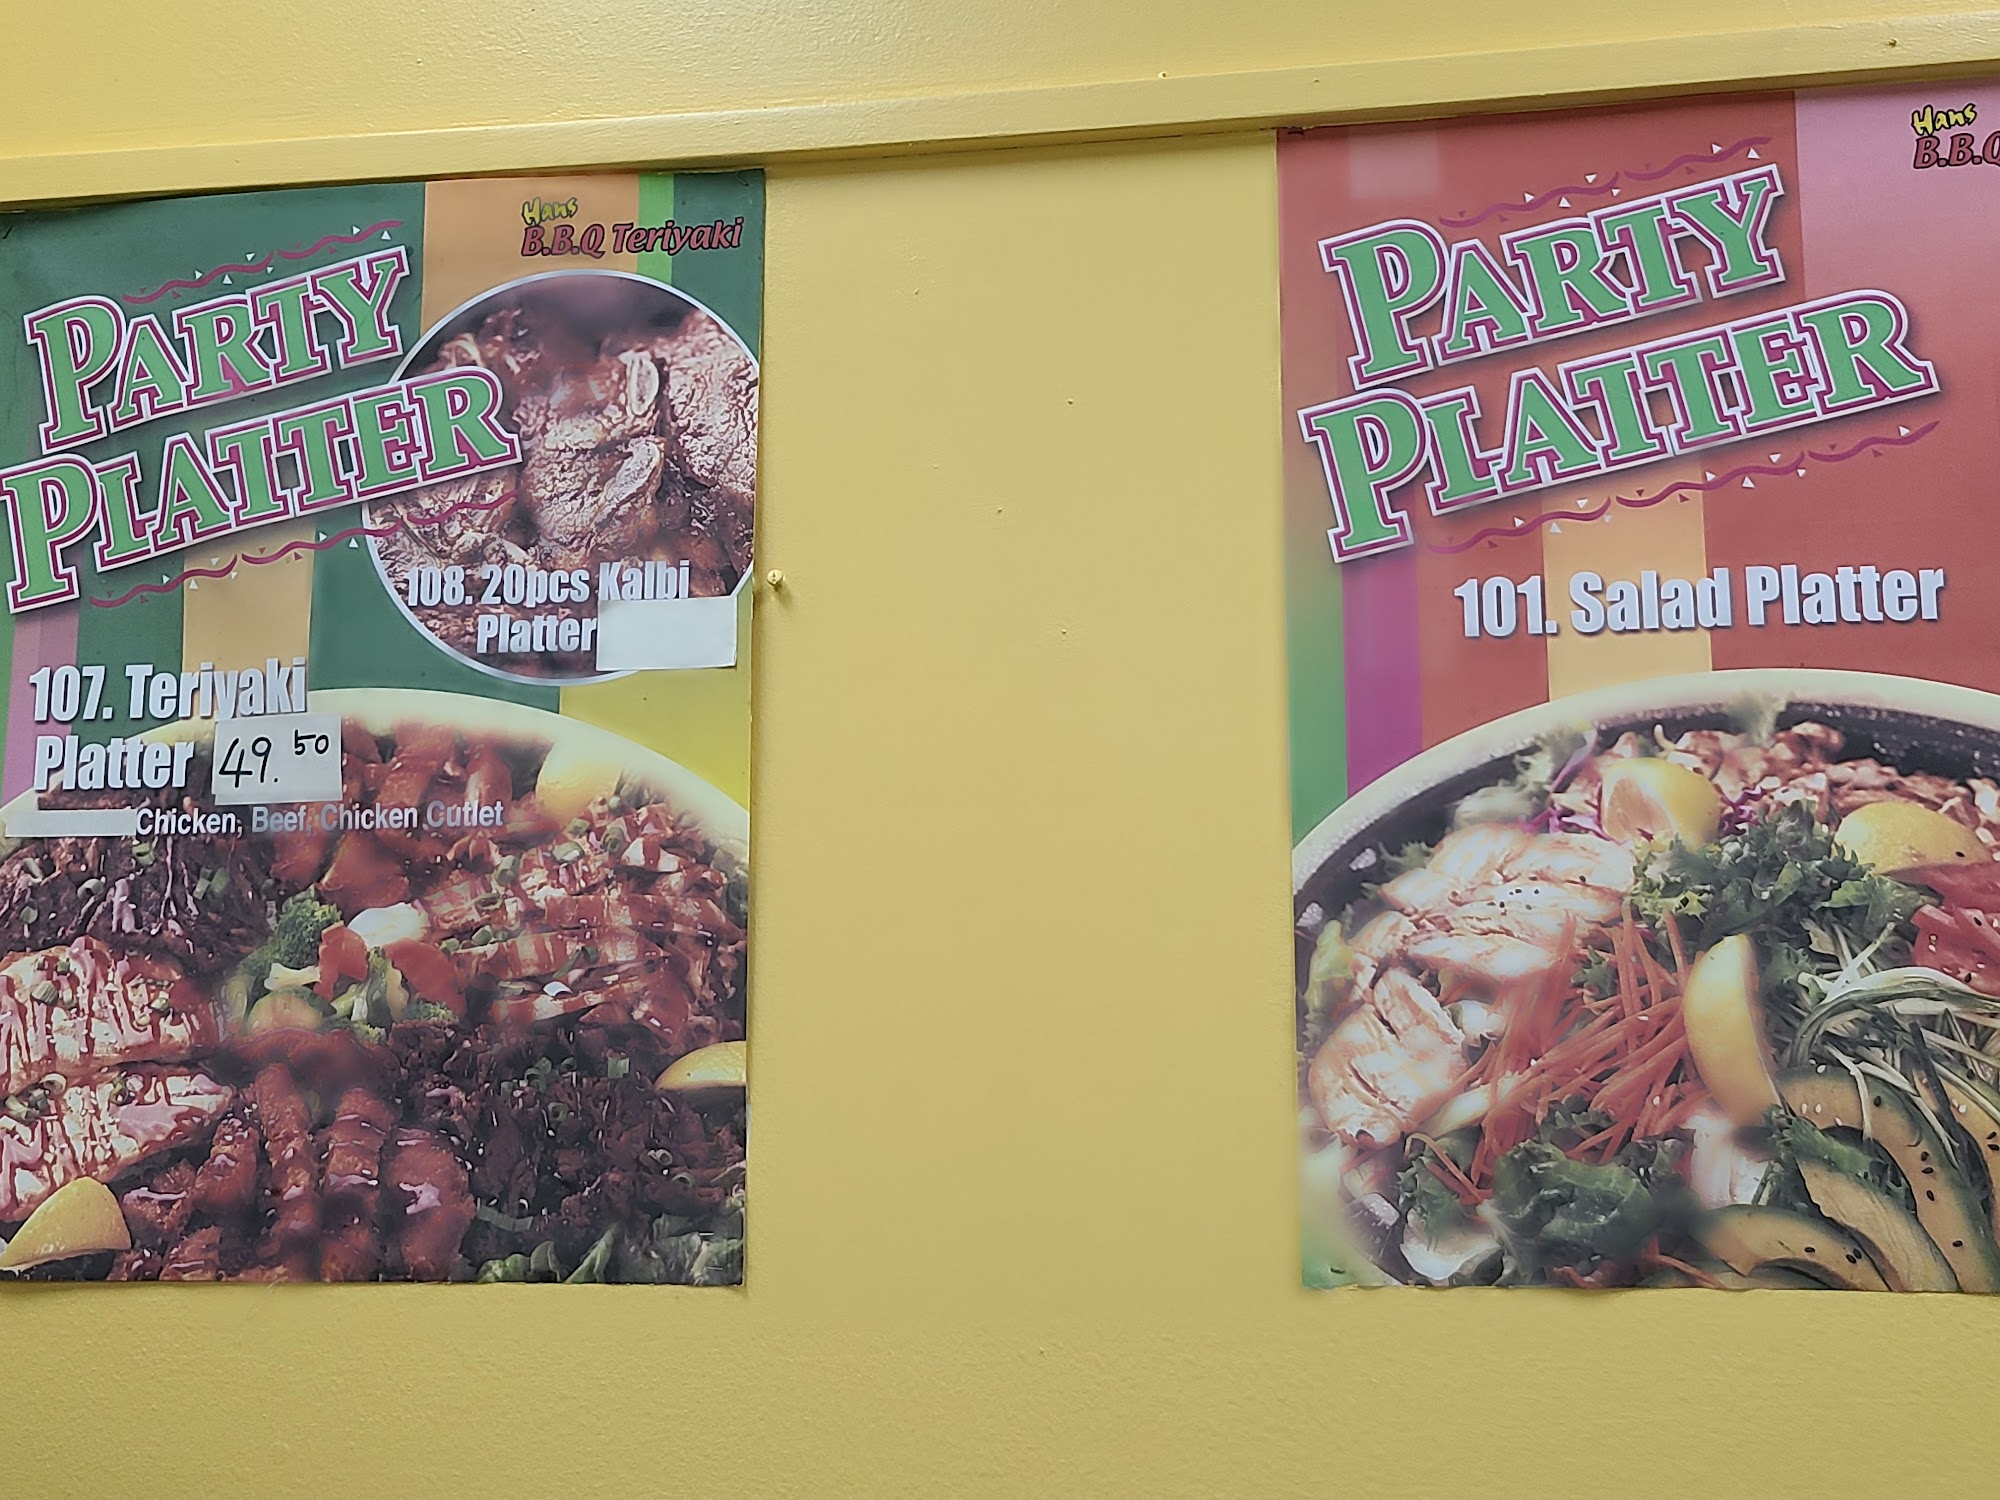 Hans
B.B.Q Teriyaki
PARTY
PLATTER
108. 20pcs Kalbi
Platter
107. Teriyaki
Platter 49.50
Chicken, Beef, Chicken Cutlet
Hans
B.B.Q
PARTY
PLATTER
101. Salad Platter